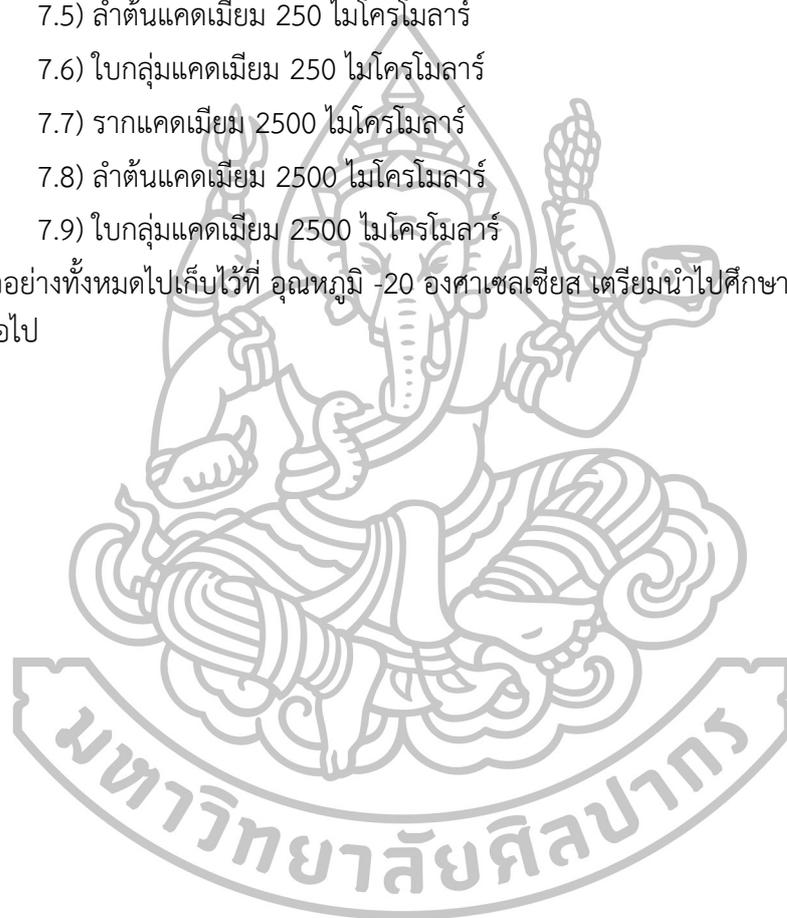 7.5) ลำต้นแคดเมียม 250 ไมโครโมลาร์
7.6) ใบกลุ่มแคดเมียม 250 ไมโครโมลาร์
7.7) รากแคดเมียม 2500 ไมโครโมลาร์
7.8) ลำต้นแคดเมียม 2500 ไมโครโมลาร์
7.9) ใบกลุ่มแคดเมียม 2500 ไมโครโมลาร์
อย่างทั้งหมดไปเก็บไว้ที่ อุณหภูมิ -20 องศาเซลเซียส เตรียมนำไปศึกษา
อไป
มหาวิทยาลัยศิลปากร